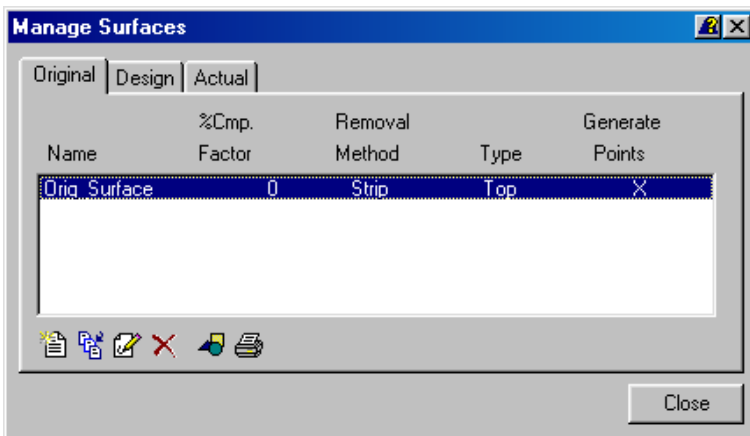 Manage Surfaces
Original Design Actual
%Cmp. Removal Generate
Name Factor Method Type Points
Orig_Surface 0 Strip Top X
Close